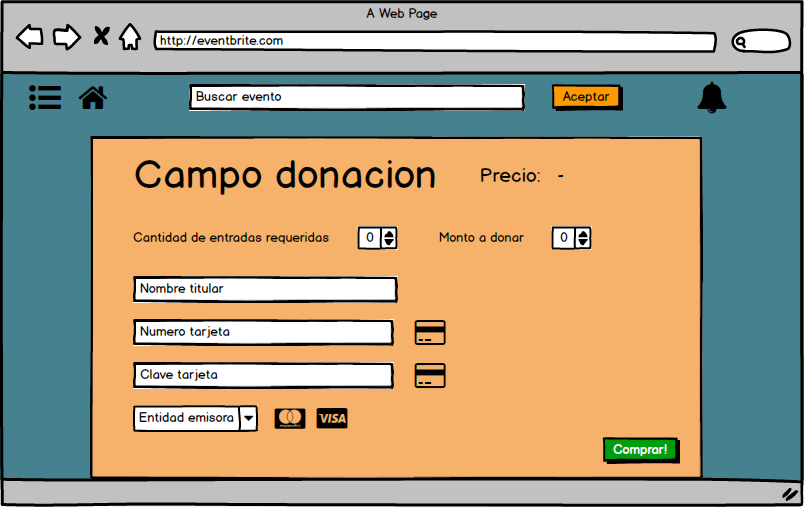 A Web Page
http://eventbrite.com
Buscar evento
Aceptar
Campo donacion
Precio: -
Cantidad de entradas requeridas 0
Monto a donar 0
Nombre titular
Numero tarjeta
Clave tarjeta
Entidad emisora
VISA
Comprar!